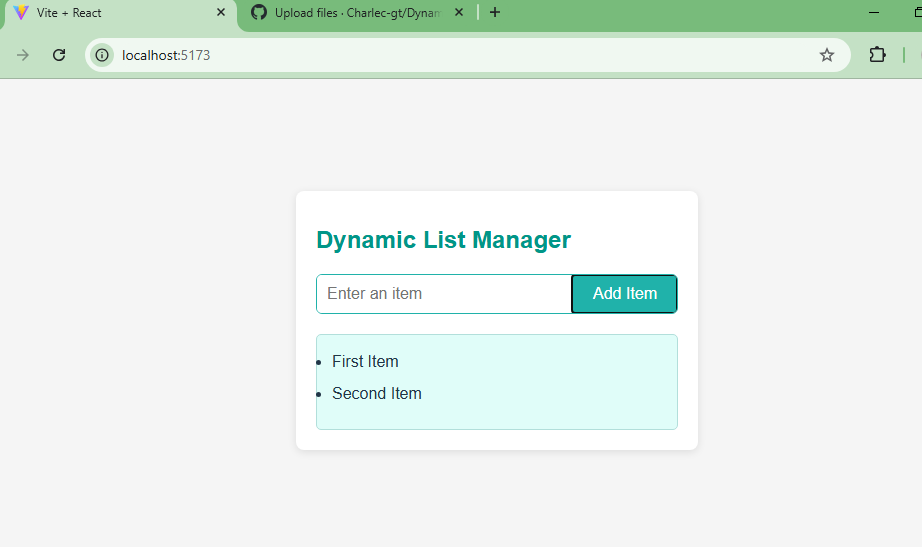 Vite + React
Upload files · Charlec-gt/Dynam
localhost:5173
Dynamic List Manager
Enter an item
Add Item
First Item
Second Item